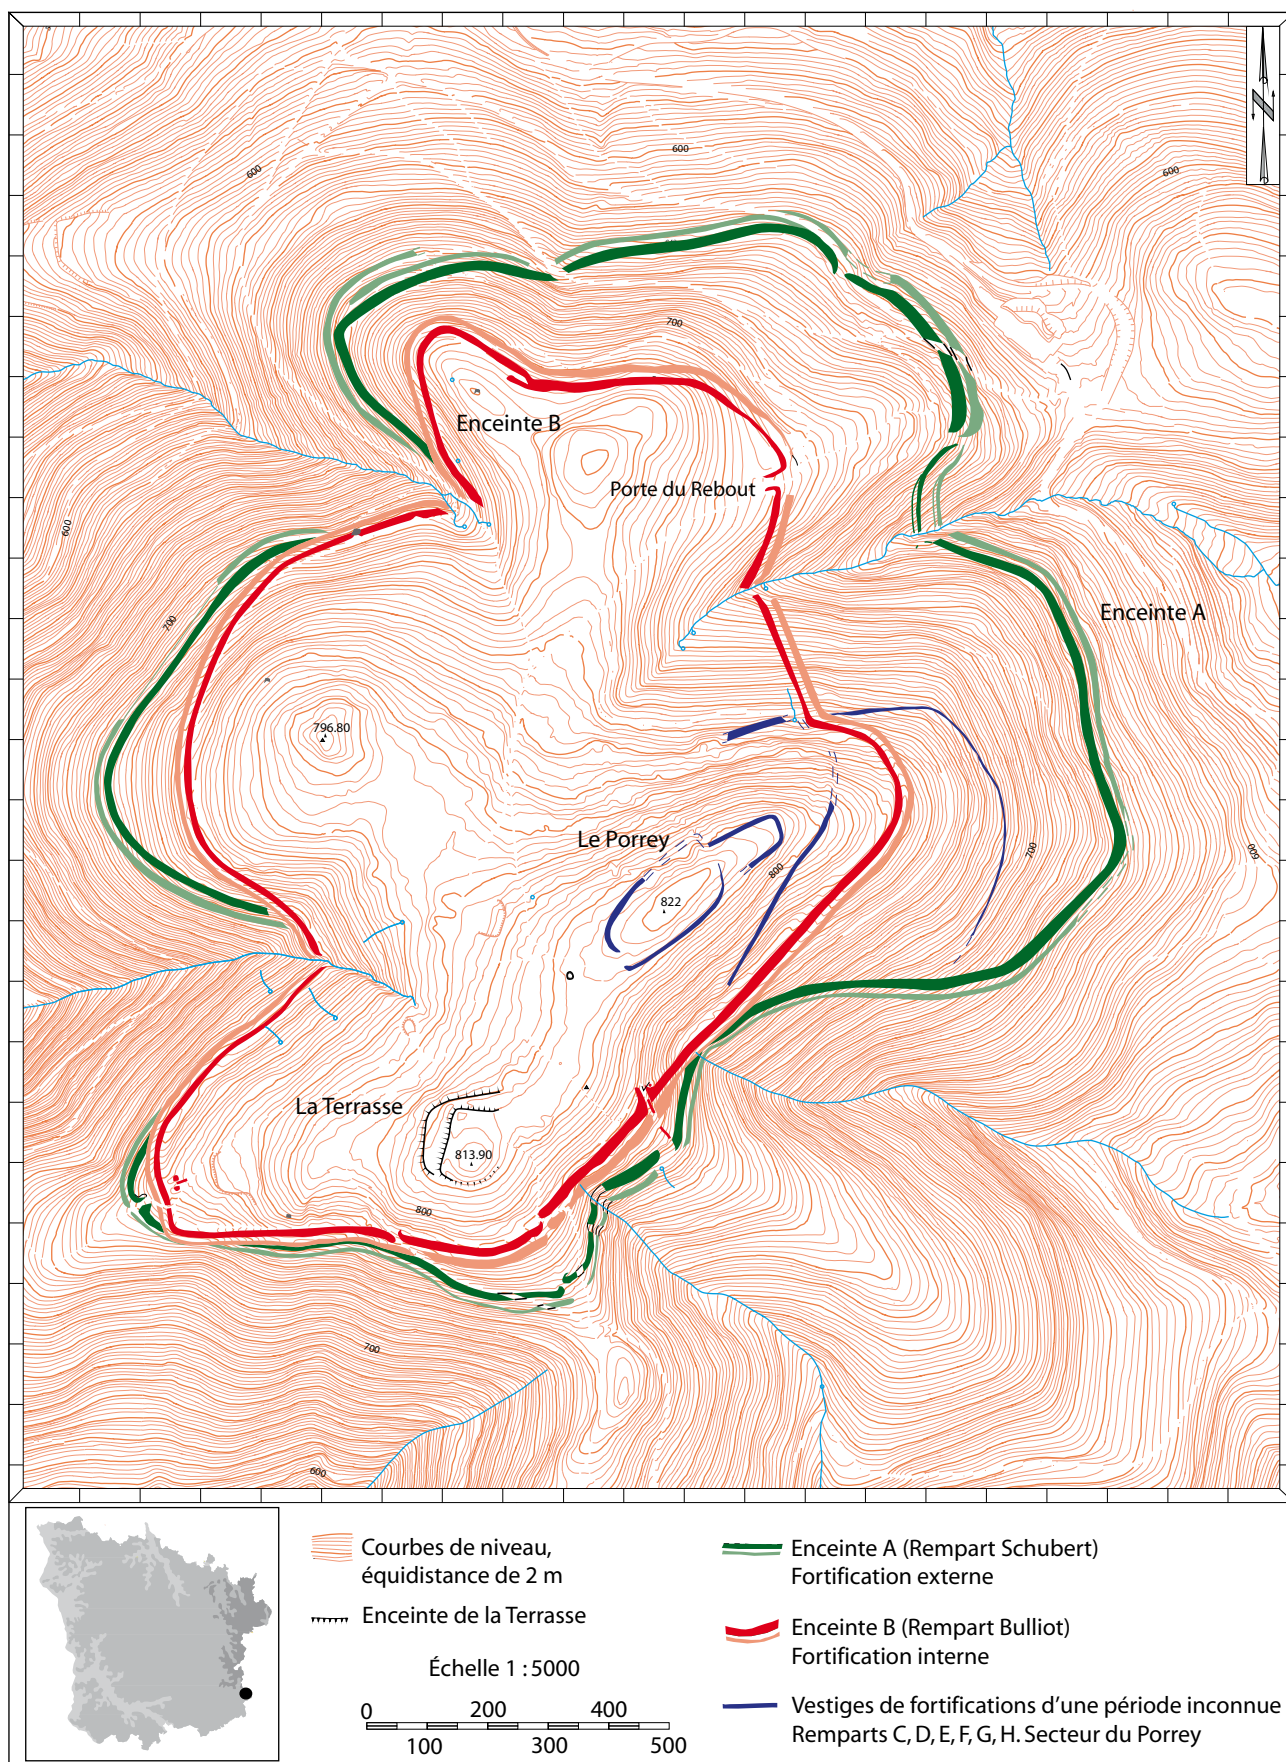 600
600
600
700
Enceinte B
Porte du Rebout
600
Enceinte A
700
796.80
Le Porrey
700
600
800
822
La Terrasse
813.90
800
700
600
Courbes de niveau,
équidistance de 2 m
Enceinte de la Terrasse
Échelle 1 : 5000
0 200 400
100 300 500
Enceinte A (Rempart Schubert)
Fortification externe
Enceinte B (Rempart Bulliot)
Fortification interne
Vestiges de fortifications d'une période inconnue
Remparts C, D, E, F, G, H. Secteur du Porrey